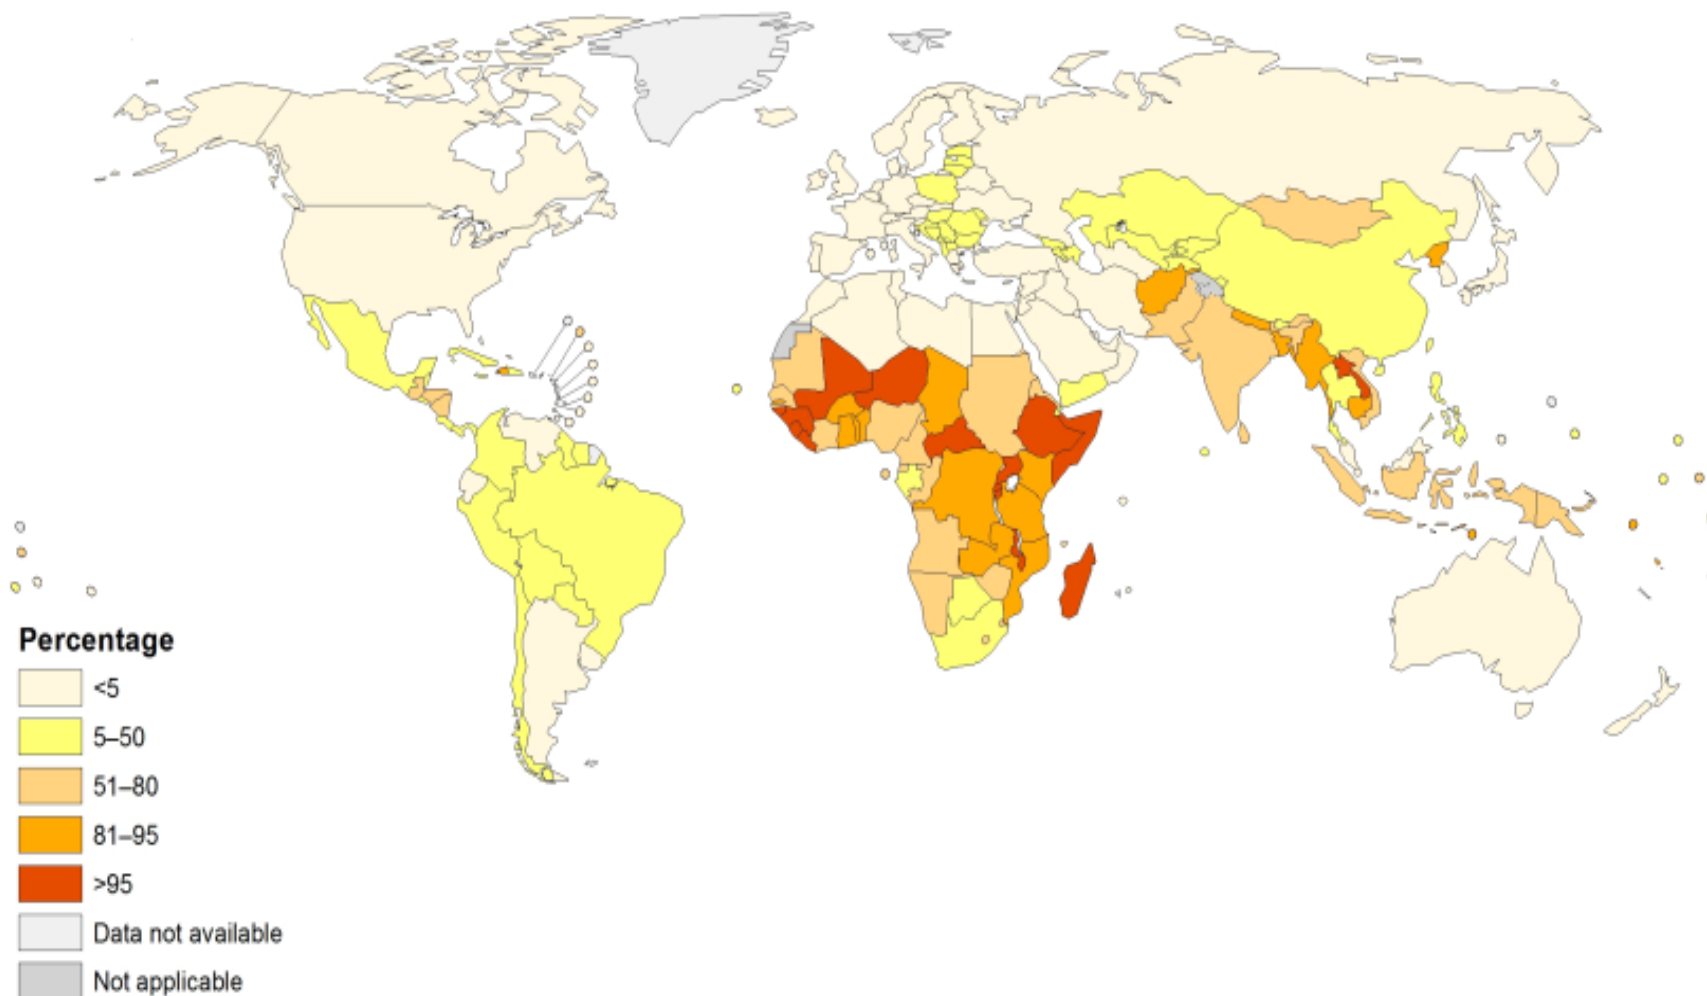 Percentage
<5
5–50
51–80
81–95
>95
Data not available
Not applicable